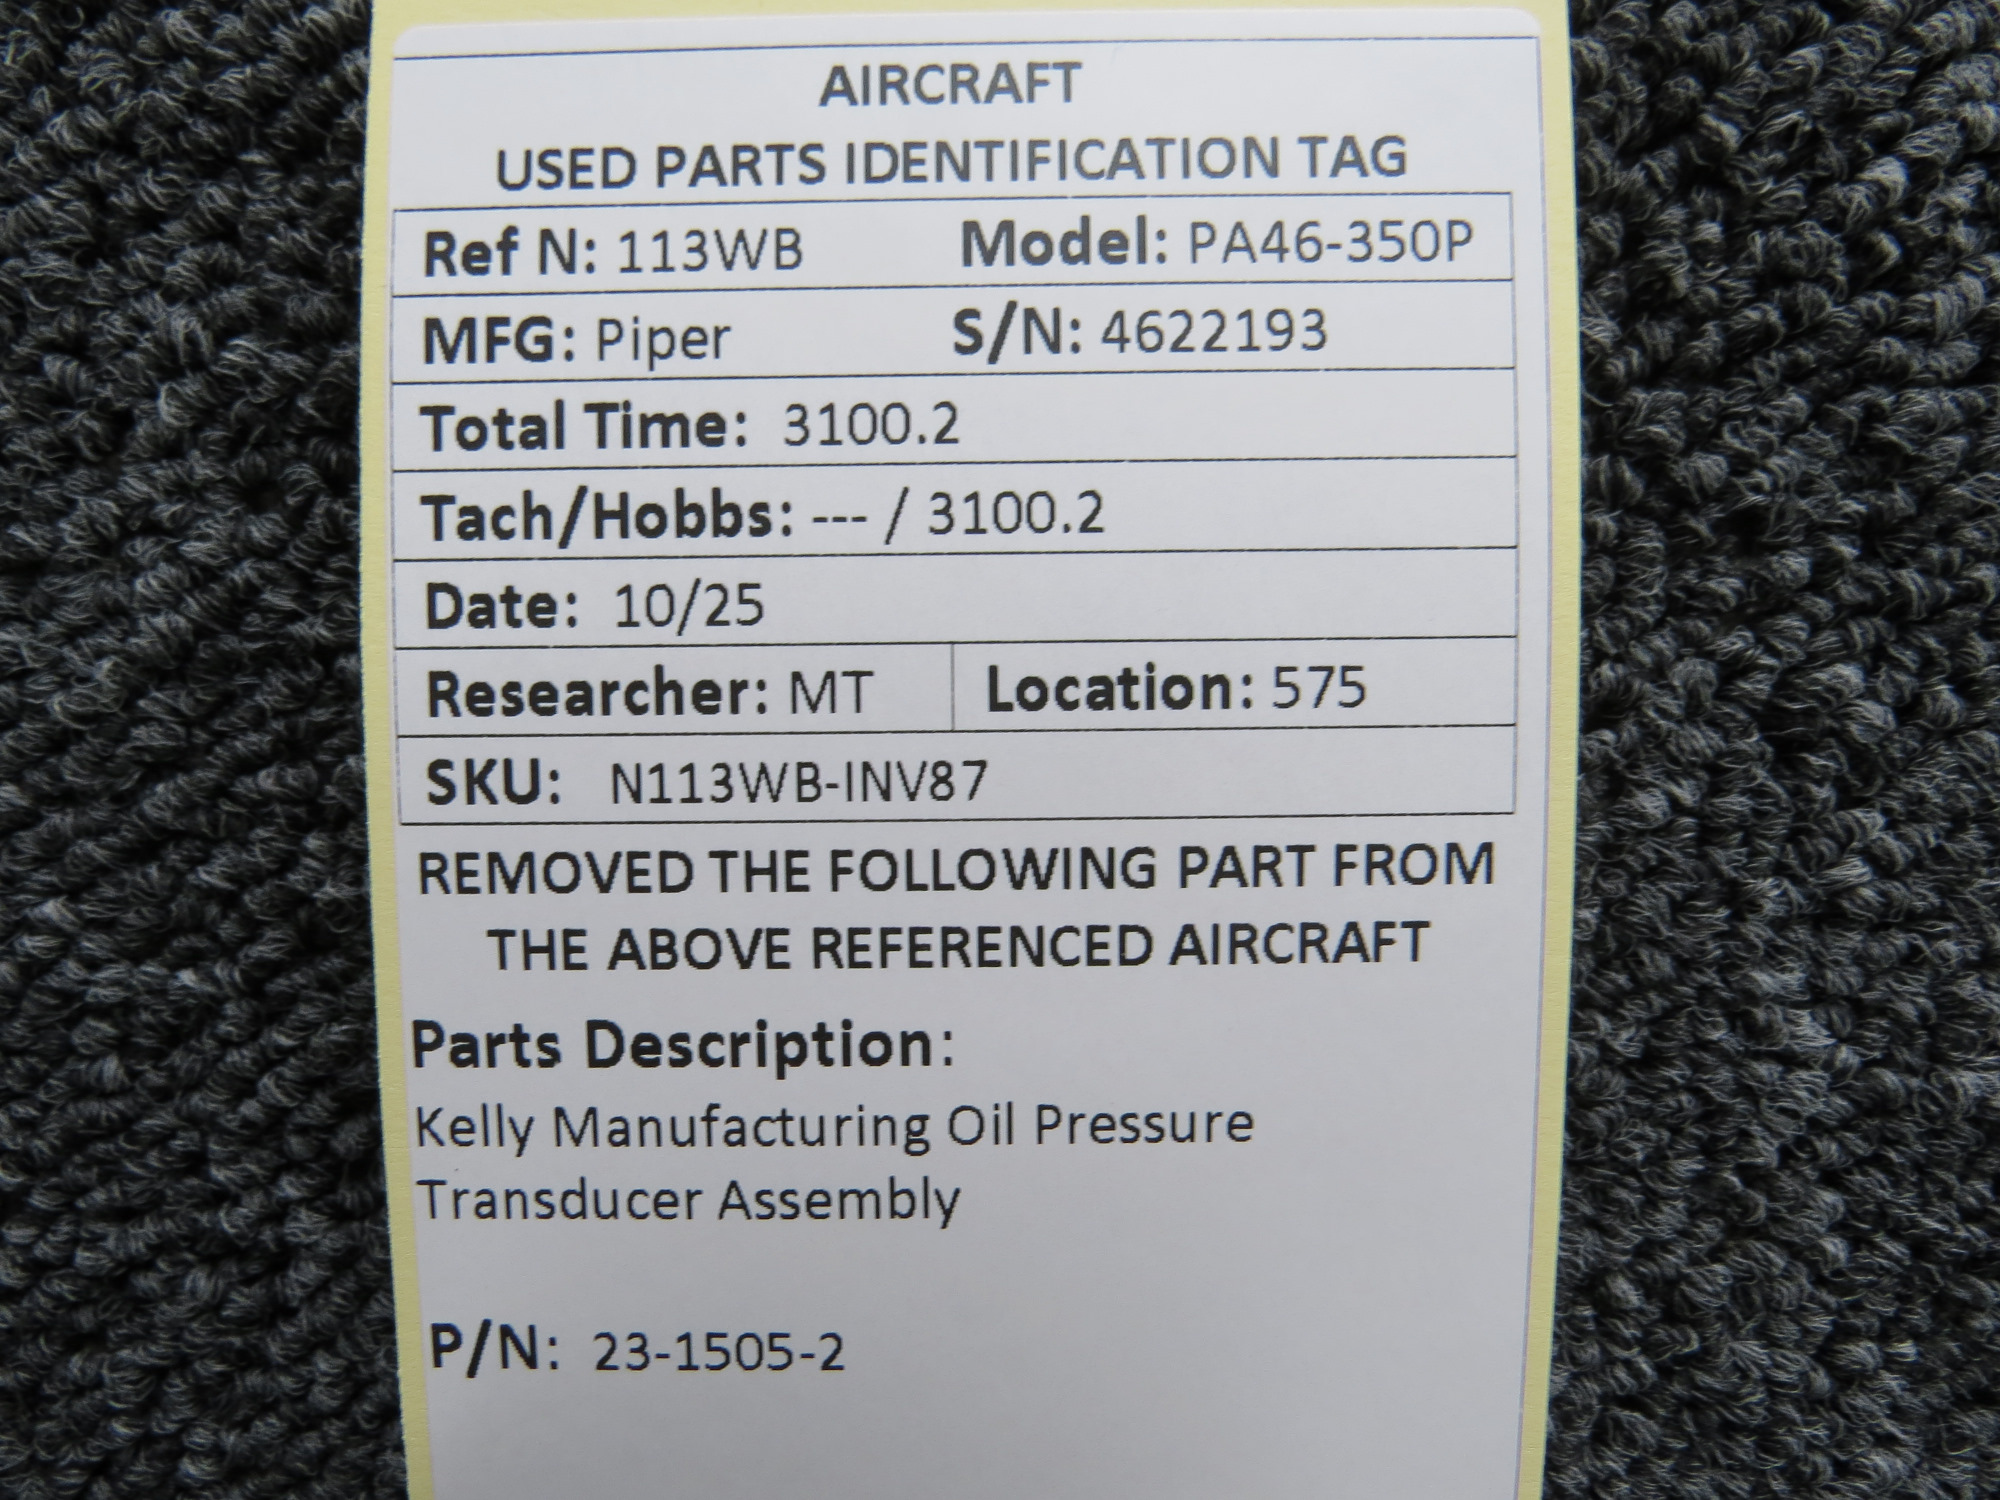 AIRCRAFT
USED PARTS IDENTIFICATION TAG
Ref N: 113WB Model: PA46-350P
MFG: Piper S/N: 4622193
Total Time: 3100.2
Tach/Hobbs: --- / 3100.2
Date: 10/25
Researcher: MT Location: 575
SKU: N113WB-INV87
REMOVED THE FOLLOWING PART FROM
THE ABOVE REFERENCED AIRCRAFT
Parts Description:
Kelly Manufacturing Oil Pressure
Transducer Assembly
P/N: 23-1505-2